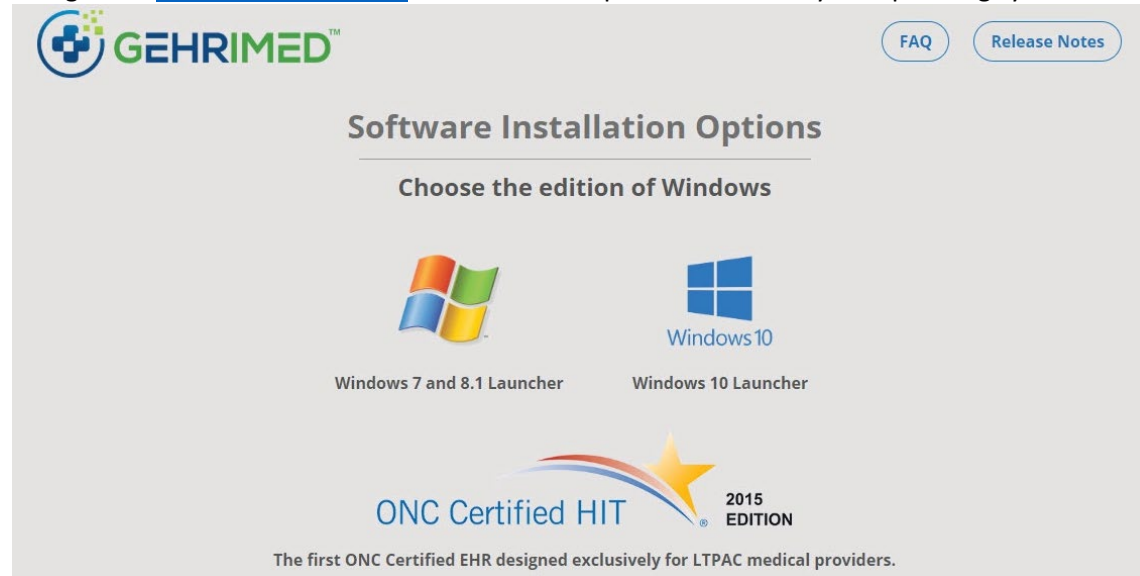 GEHRIMED™
FAQ
Release Notes
Software Installation Options
Choose the edition of Windows
Windows 10
Windows 7 and 8.1 Launcher
Windows 10 Launcher
ONC Certified HIT ® 2015 EDITION
The first ONC Certified EHR designed exclusively for LTPAC medical providers.